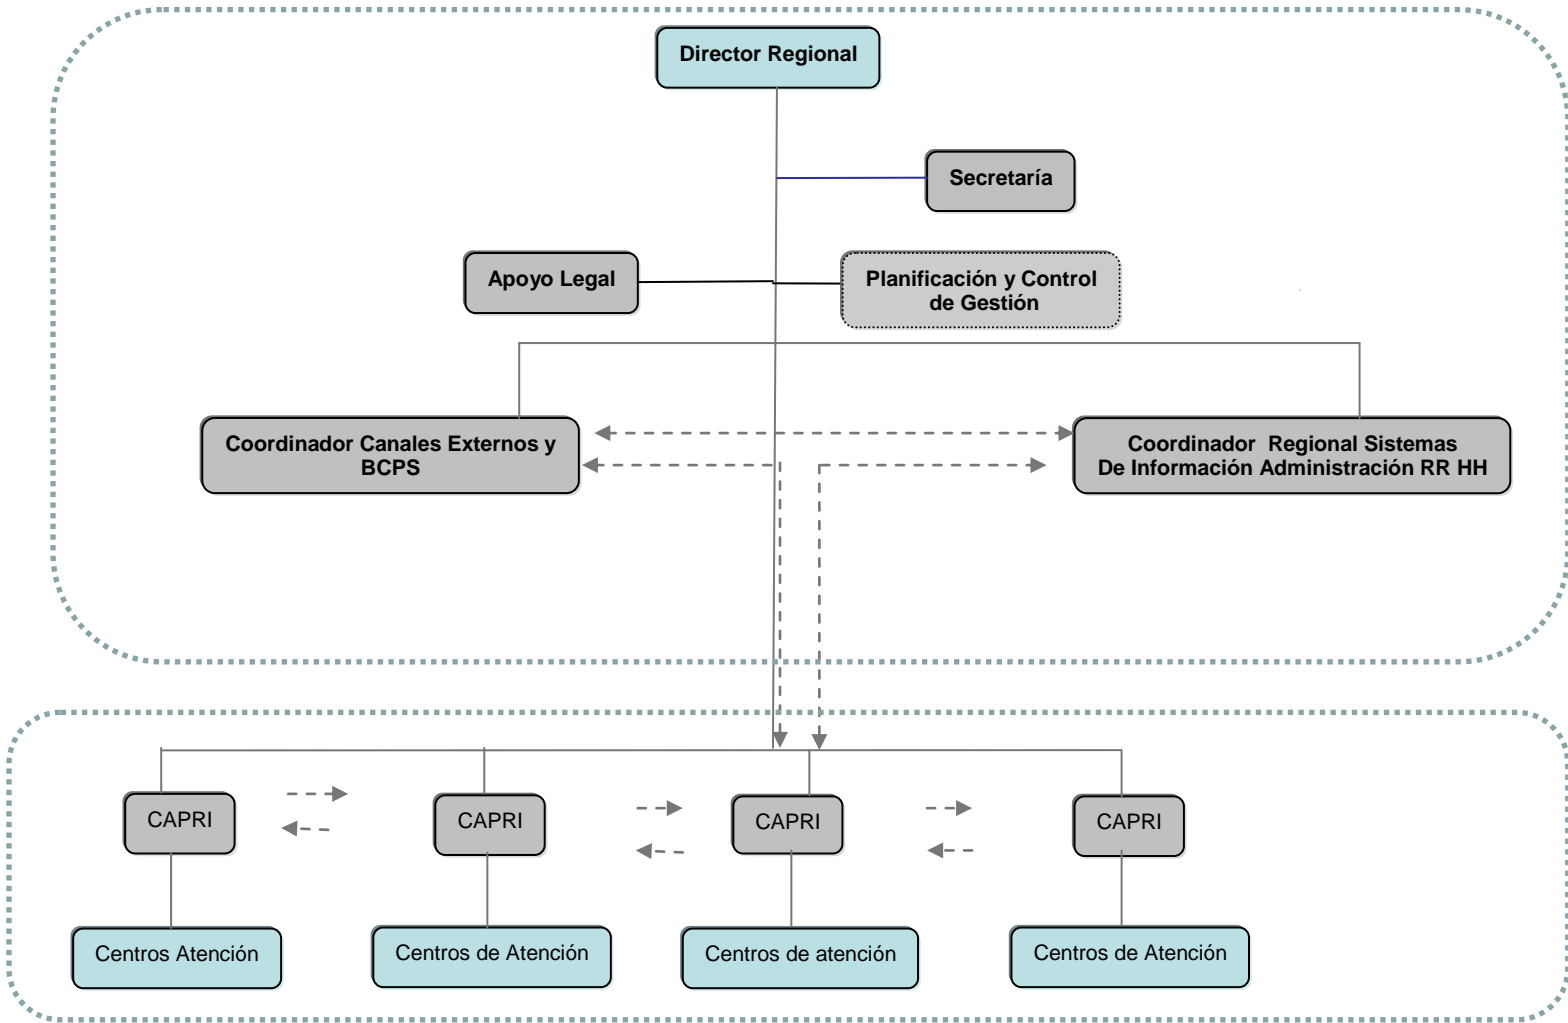 Director Regional
Secretaría
Apoyo Legal
Planificación y Control
de Gestión
Coordinador Canales Externos y
BCPS
Coordinador Regional Sistemas
De Información Administración RR HH
CAPRI
CAPRI
CAPRI
CAPRI
Centros Atención
Centros de Atención
Centros de atención
Centros de Atención